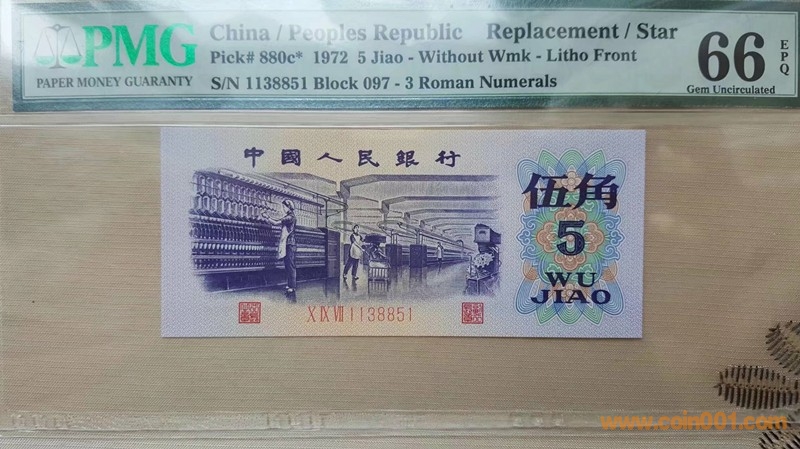 PMG
PAPER MONEY GUARANTY
China / Peoples Republic Replacement / Star
Pick# 880c* 1972 5 Jiao - Without Wmk - Litho Front
S/N 1138851 Block 097 - 3 Roman Numerals
66 EPQ
Gem Uncirculated
中國人民銀行
伍角
5
WU
JIAO
X IX VII 1138851
www.coin001.com